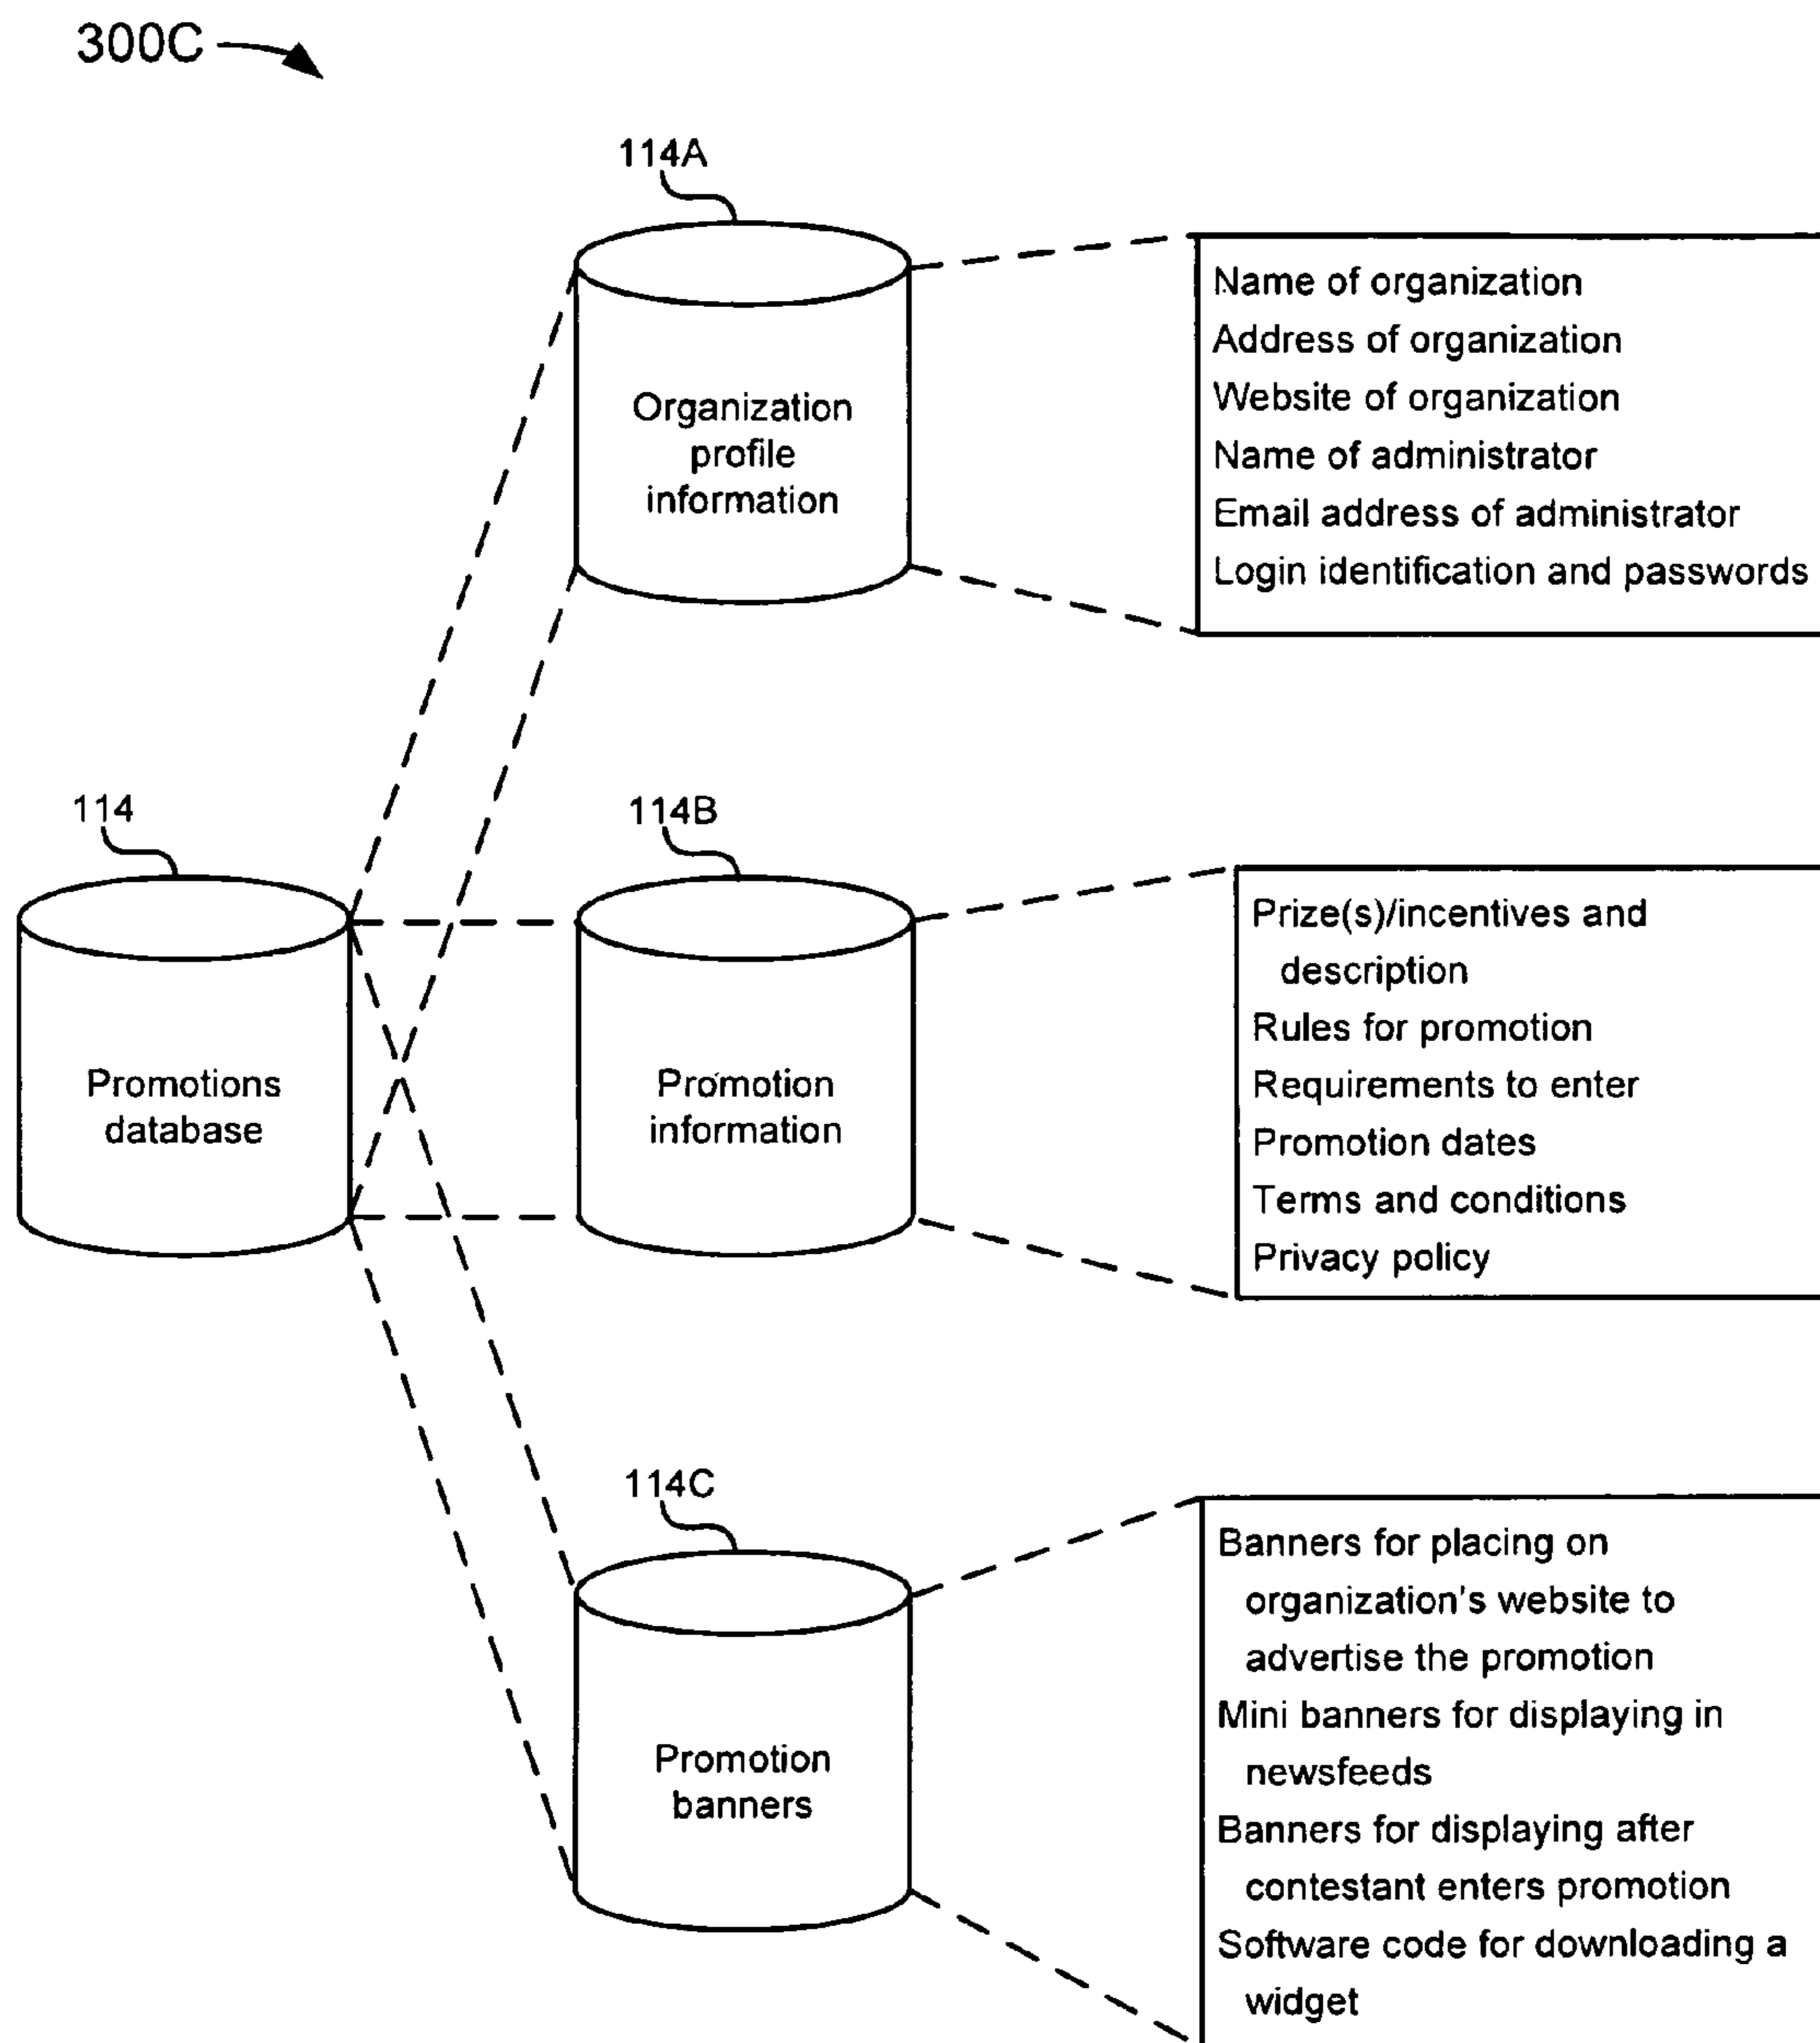 300C
114A
Organization
profile
information
Name of organization
Address of organization
Website of organization
Name of administrator
Email address of administrator
Login identification and passwords
114
Promotions
database
114B
Promotion
information
Prize(s)/incentives and
description
Rules for promotion
Requirements to enter
Promotion dates
Terms and conditions
Privacy policy
114C
Promotion
banners
Banners for placing on
organization's website to
advertise the promotion
Mini banners for displaying in
newsfeeds
Banners for displaying after
contestant enters promotion
Software code for downloading a
widget